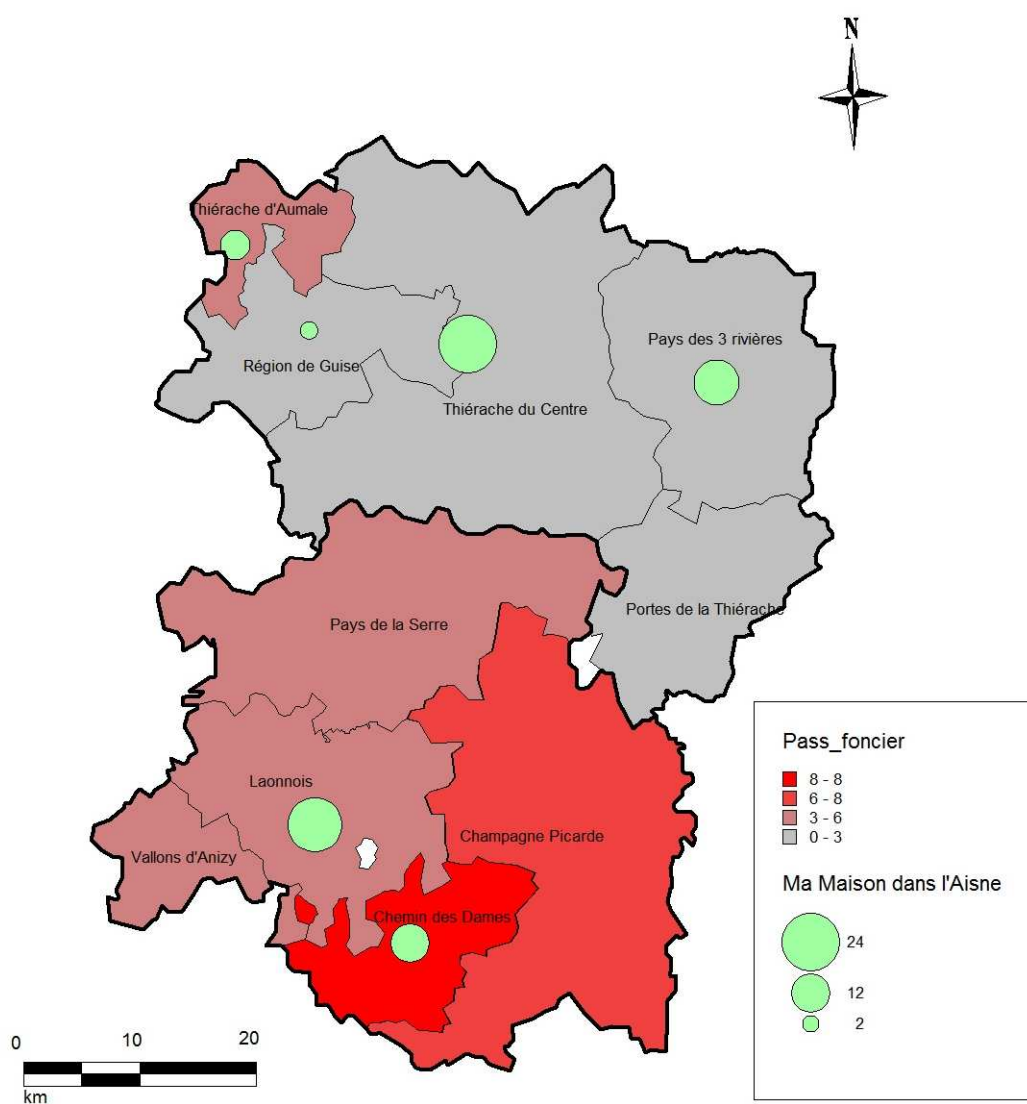 N
Thiérache d'Aumale
Pays des 3 rivières
Région de Guise
Thiérache du Centre
Portes de la Thiérache
Pays de la Serre
Laonnois
Champagne Picarde
Vallons d'Anizy
Chemin des Dames
Pass_foncier
8 - 8
6 - 8
3 - 6
0 - 3
Ma Maison dans l'Aisne
24
12
2
0 10 20
km